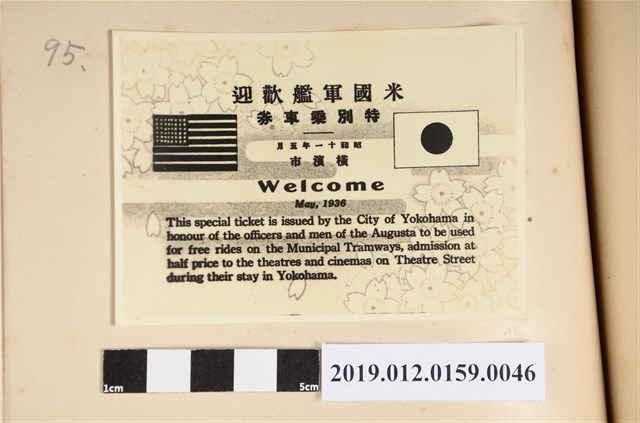 95.
米國軍艦歡迎
特別乘車券
昭和十一年五月
橫濱市
Welcome
May, 1936
This special ticket is issued by the City of Yokohama in
honour of the officers and men of the Augusta to be used
for free rides on the Municipal Tramways, admission at
half price to the theatres and cinemas on Theatre Street
during their stay in Yokohama.
46
1cm
5cm
2019.012.0159.0046